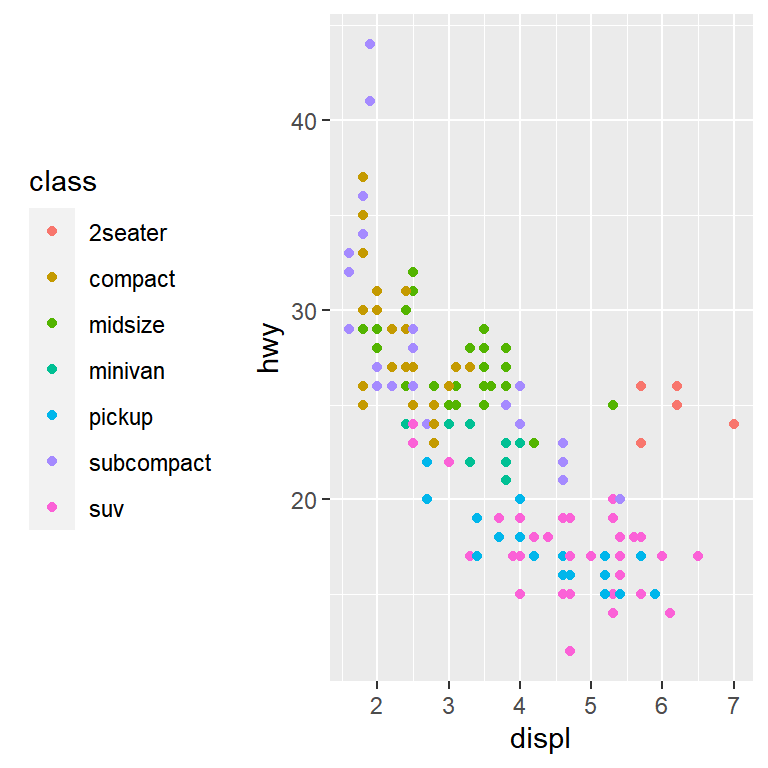 class
2seater
compact
midsize
minivan
pickup
subcompact
suv
hwy
40
30
20
2 3 4 5 6 7
displ